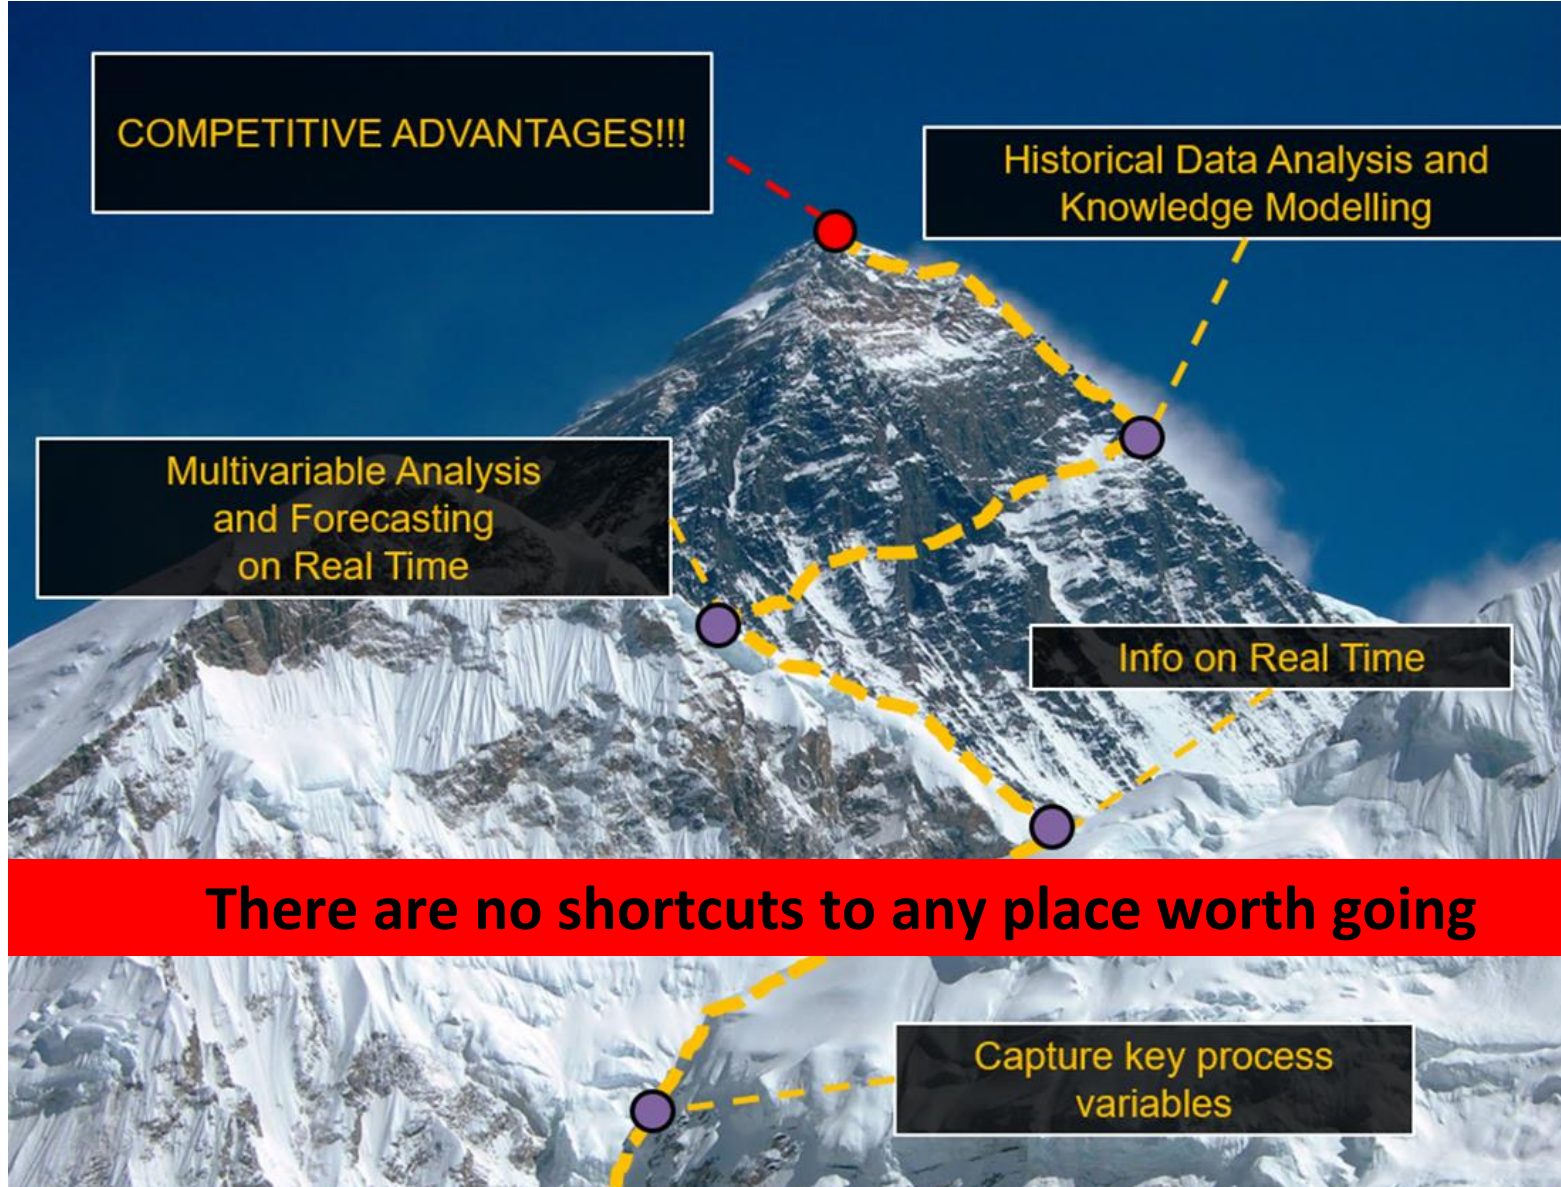 COMPETITIVE ADVANTAGES!!!
Historical Data Analysis and
Knowledge Modelling
Multivariable Analysis
and Forecasting
on Real Time
Info on Real Time
There are no shortcuts to any place worth going
Capture key process
variables